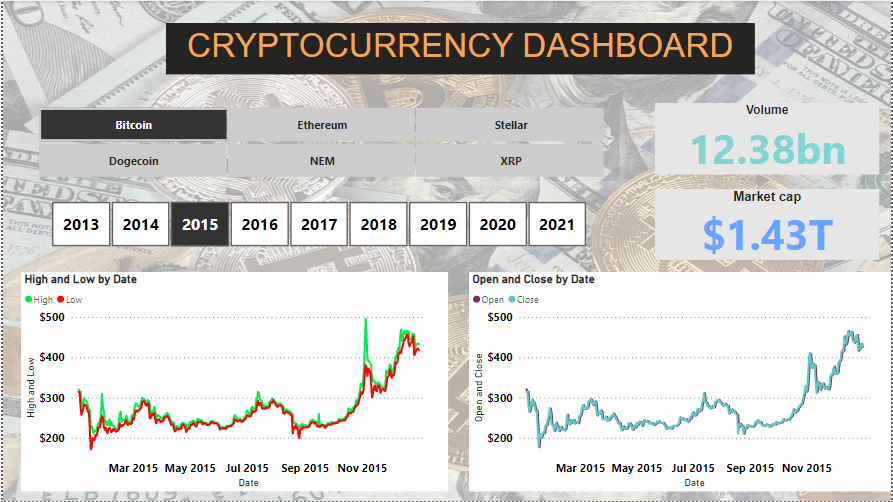 CRYPTOCURRENCY DASHBOARD
Bitcoin Ethereum Stellar
Dogecoin NEM XRP
Volume
12.38bn
2013 2014 2015 2016 2017 2018 2019 2020 2021
Market cap
$1.43T
High and Low by Date
High Low
$500
$400
$300
$200
High and Low
Mar 2015 May 2015 Jul 2015 Sep 2015 Nov 2015
Date
Open and Close by Date
Open Close
$500
$400
$300
$200
Open and Close
Mar 2015 May 2015 Jul 2015 Sep 2015 Nov 2015
Date